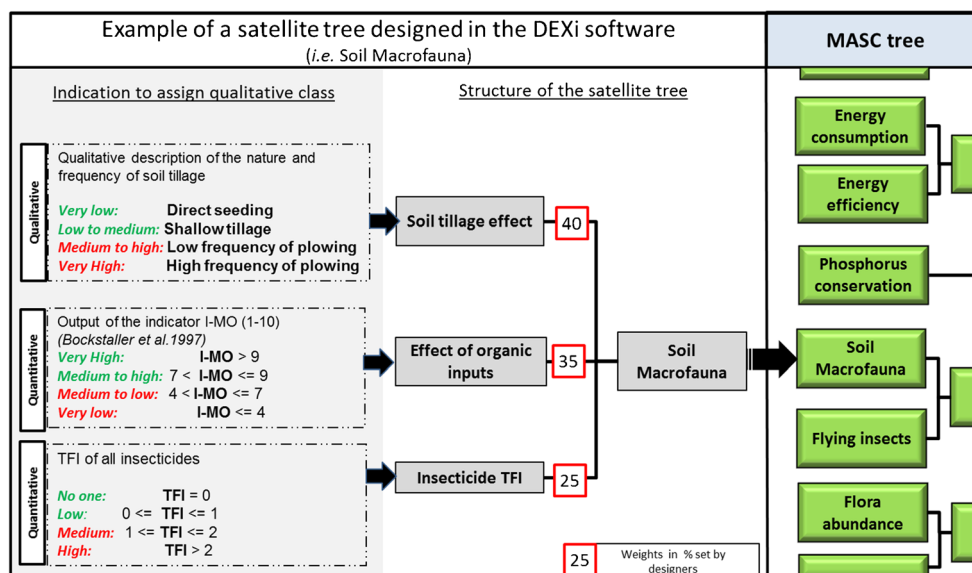 Example of a satellite tree designed in the DEXi software
(i.e. Soil Macrofauna)
MASC tree
Indication to assign qualitative class
Structure of the satellite tree
Qualitative
Qualitative description of the nature and
frequency of soil tillage
Very low: Direct seeding
Low to medium: Shallow tillage
Medium to high: Low frequency of plowing
Very High: High frequency of plowing
Soil tillage effect
40
Quantitative
Output of the indicator I-MO (1-10)
(Bockstaller et al.1997)
Very High: I-MO > 9
Medium to high: 7 < I-MO <= 9
Medium to low: 4 < I-MO <= 7
Very low: I-MO <= 4
Effect of organic
inputs
35
Soil
Macrofauna
Quantitative
TFI of all insecticides
No one: TFI = 0
Low: 0 <= TFI <= 1
Medium: 1 <= TFI <= 2
High: TFI > 2
Insecticide TFI
25
25
Weights in % set by
designers
Energy
consumption
Energy
efficiency
Phosphorus
conservation
Soil
Macrofauna
Flying insects
Flora
abundance